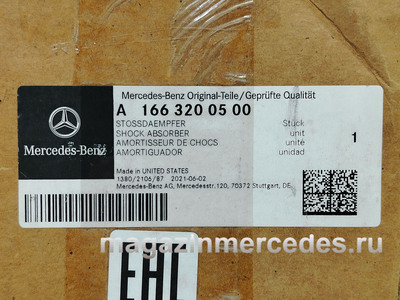 Mercedes-Benz Original-Teile/Geprüfte Qualität
A 166 320 05 00
STOSSDAEMPFER Stück
SHOCK ABSORBER unit
AMORTISSEUR DE CHOCS unité
AMORTIGUADOR unidad
1
Mercedes-Benz
Made in UNITED STATES
1380/2106/87 2021-06-02
Mercedes-Benz AG, Mercedesstr.120, 70372 Stuttgart, DE
magazinmercedes.ru
EAC